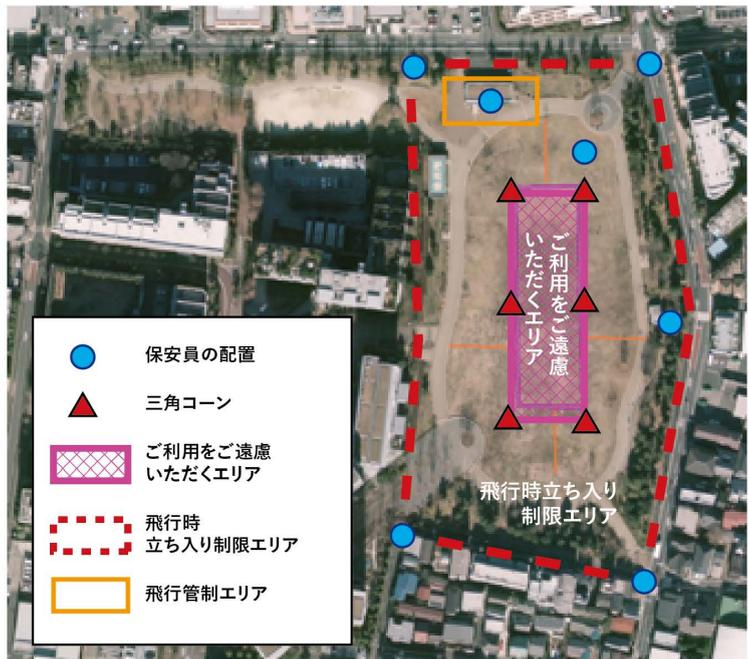 ご利用をご遠慮
いただくエリア
飛行時立ち入り
制限エリア
保安員の配置
三角コーン
ご利用をご遠慮
いただくエリア
飛行時
立ち入り制限エリア
飛行管制エリア